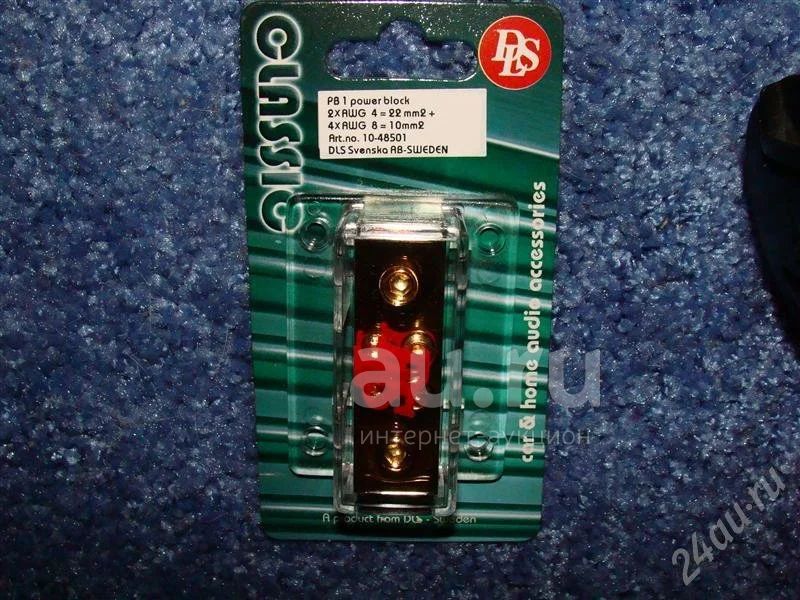 CLASSIC
DLS
PB 1 power block
2XAWG 4 = 22 mm2 +
4XAWG 8 = 10mm2
Art.no. 10-48501
DLS Svenska AB-SWEDEN
car & home audio accessories
au.ru
интернет-аукцион
A product from DLS - Sweden
24au.ru